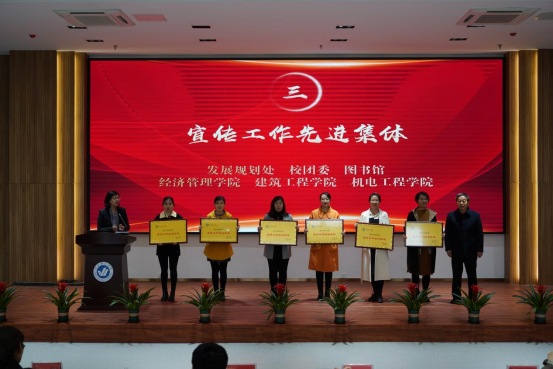 三
宣传工作先进集体
发展规划处 校团委 图书馆
经济管理学院 建筑工程学院 机电工程学院